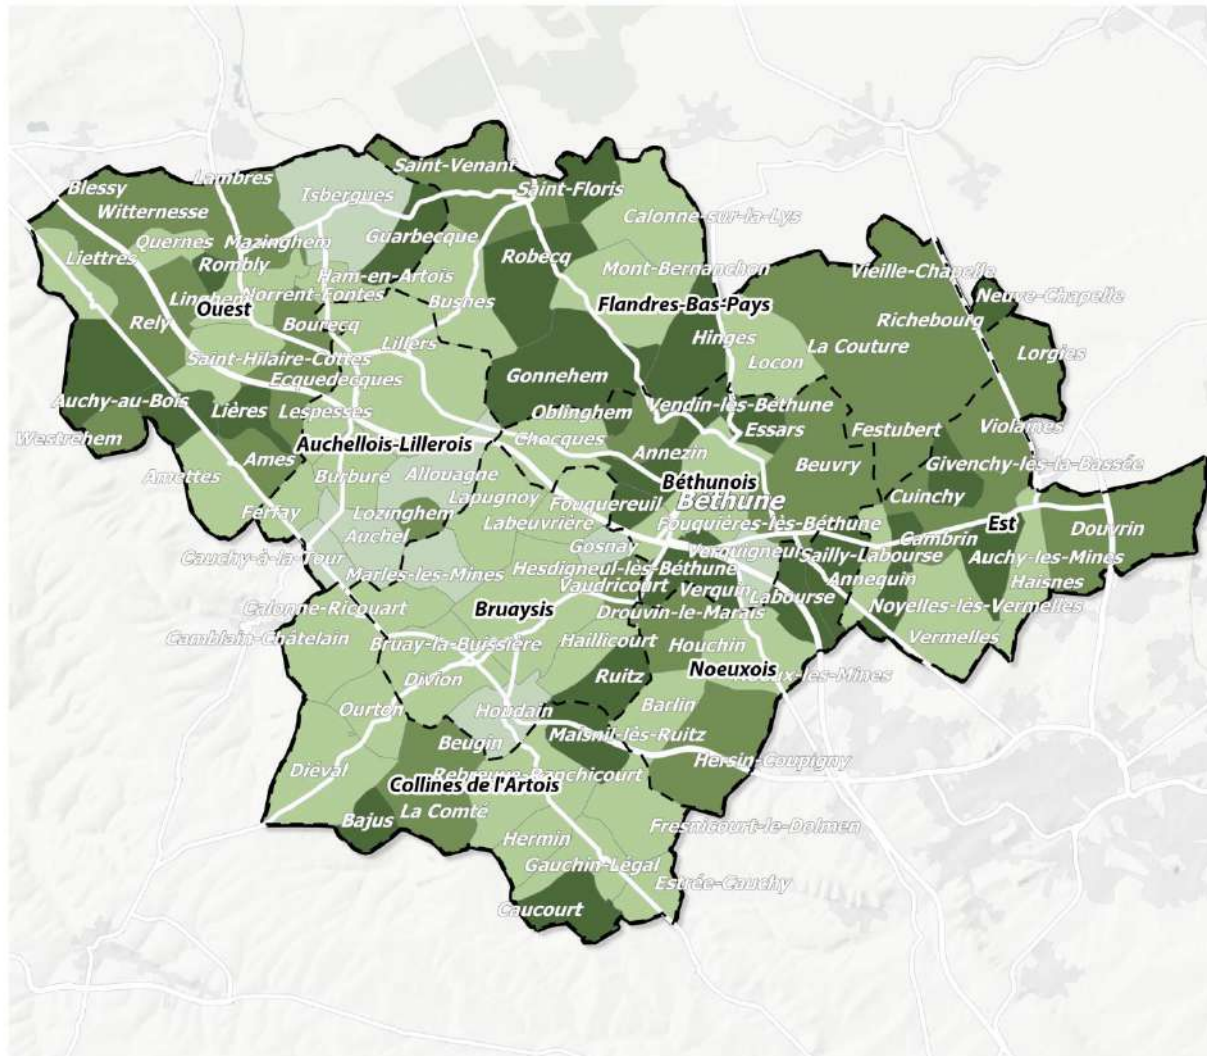 Saint-Venant
Lambres
Blessy
Isbergues
Saint-Floris
Witternesse
Calonne-sur-la-Lys
Guarbecque
Quernes
Mazinghem
Liettres
Robecq
Rombly
Mont-Bernanchon
Vieille-Chapelle
Ham-en-Artois
Linghem
Norrent-Fontes
Neuve-Chapelle
Busnes
Ouest
Flandres-Bas-Pays
Rely
Bourecq
Richebourg
Hinges
Lillers
La Couture
Lorgies
Saint-Hilaire-Cottes
Locon
Ecquedecques
Gonnehem
Auchy-au-Bois
Lières
Lespesses
Oblinghem
Vendin-lès-Béthune
Westrehem
Essars
Festubert
Violaines
Auchellois-Lillerois
Chocques
Annezin
Ames
Beuvry
Givenchy-lès-la-Bassée
Amettes
Burbure
Allouagne
Béthunois
Lapugnoy
Fouquereuil
Béthune
Cuinchy
Ferfay
Lozinghem
Labeuvrière
Fouquières-lès-Béthune
Est
Douvrin
Auchel
Gosnay
Verquigneul
Cambrin
Cauchy-à-la-Tour
Sailly-Labourse
Auchy-les-Mines
Marles-les-Mines
Hesdigneul-lès-Béthune
Annequin
Haisnes
Vaudricourt
Verquin
Labourse
Calonne-Ricouart
Bruaysis
Drouvin-le-Marais
Noyelles-lès-Vermelles
Camblain-Châtelain
Bruay-la-Buissière
Haillicourt
Houchin
Vermelles
Divion
Ruitz
Noeuxois
Noeux-les-Mines
Ourton
Houdain
Barlin
Beugin
Maisnil-lès-Ruitz
Diéval
Rebreuve-Ranchicourt
Hersin-Coupigny
Collines de l'Artois
Bajus
La Comté
Fresnicourt-le-Dolmen
Hermin
Gauchin-Légal
Estrée-Cauchy
Caucourt